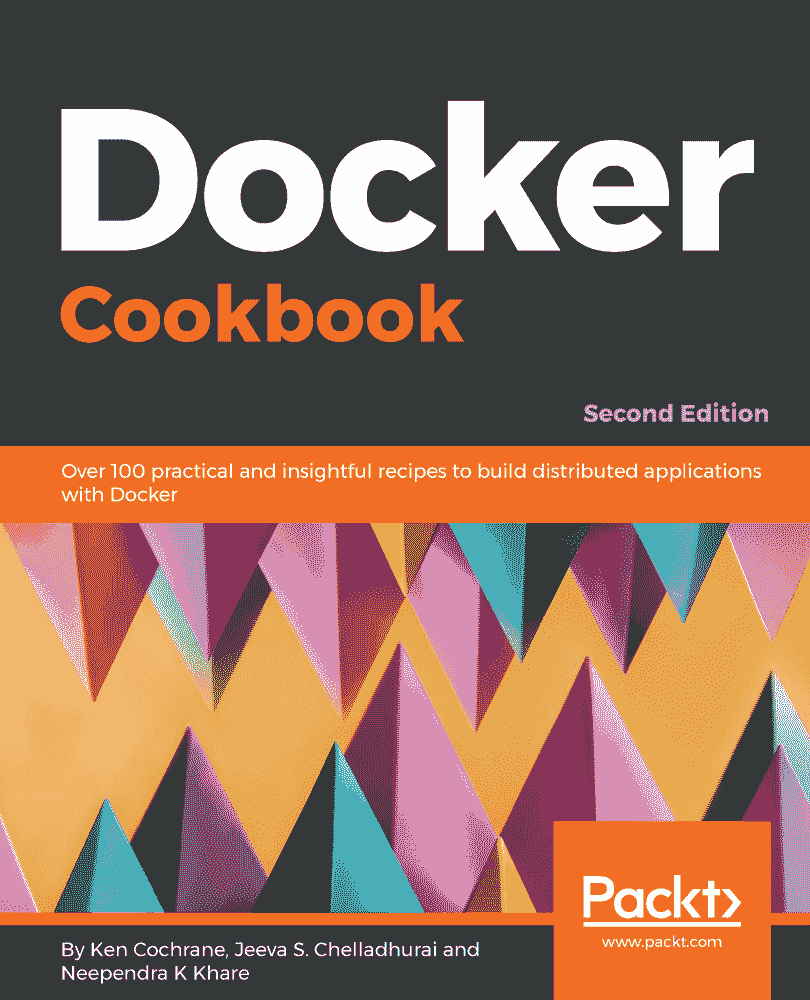 Docker
Cookbook
Second Edition
Over 100 practical and insightful recipes to build distributed applications
with Docker
Packt>
www.packt.com
By Ken Cochrane, Jeeva S. Chelladhurai and
Neependra K Khare